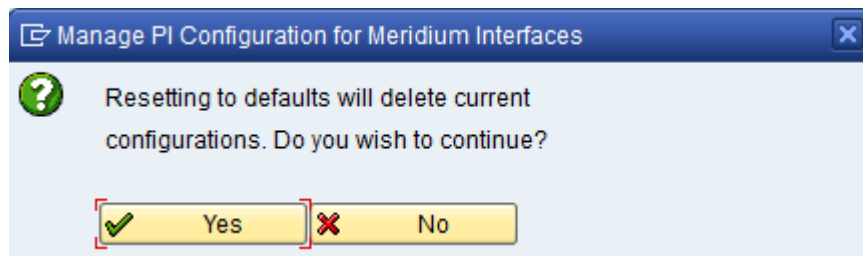 Manage PI Configuration for Meridium Interfaces
Resetting to defaults will delete current
configurations. Do you wish to continue?
Yes No